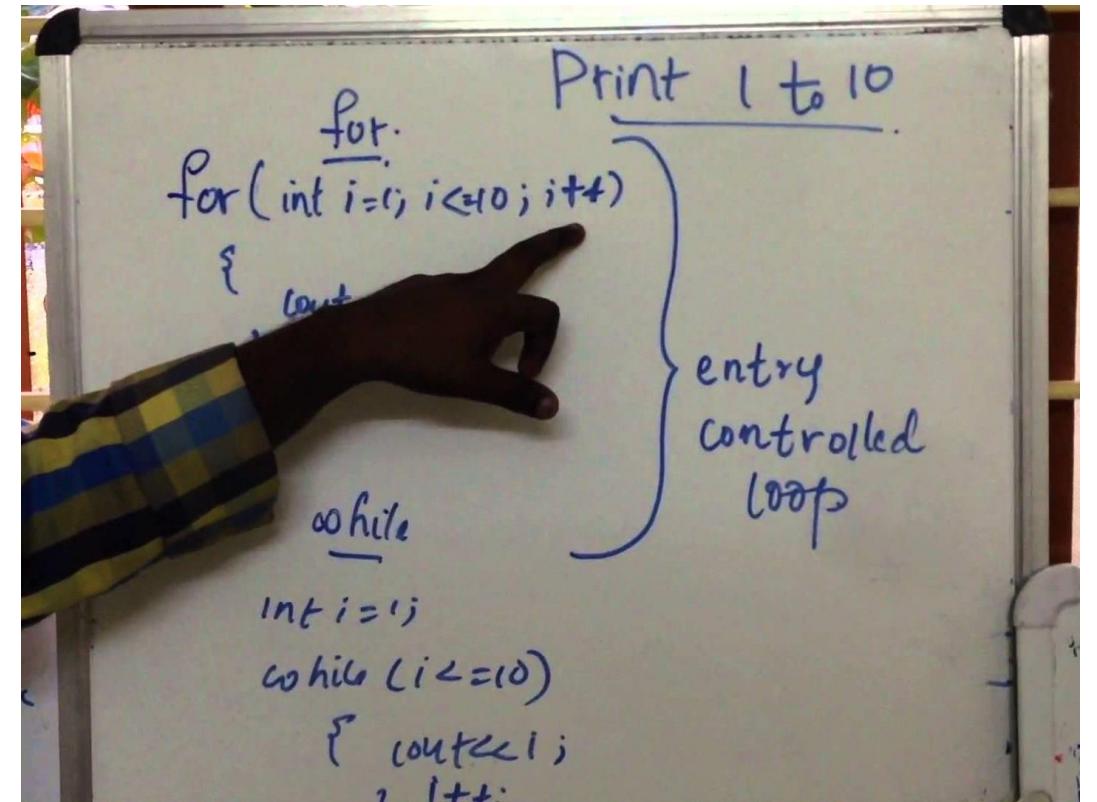 Print 1 to 10
for.
for( int i=1; i<=10; i++)
{
cout
entry
controlled
loop
while
int i=1;
while (i<=10)
{ cout<<i;
i++;